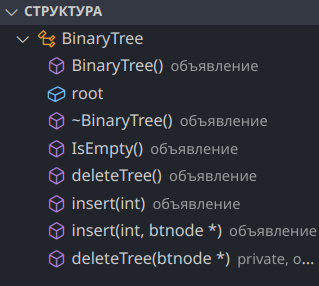 СТРУКТУРА
BinaryTree
BinaryTree() объявление
root
~BinaryTree() объявление
IsEmpty() объявление
deleteTree() объявление
insert(int) объявление
insert(int, btnode *) объявление
deleteTree(btnode *) private, о...